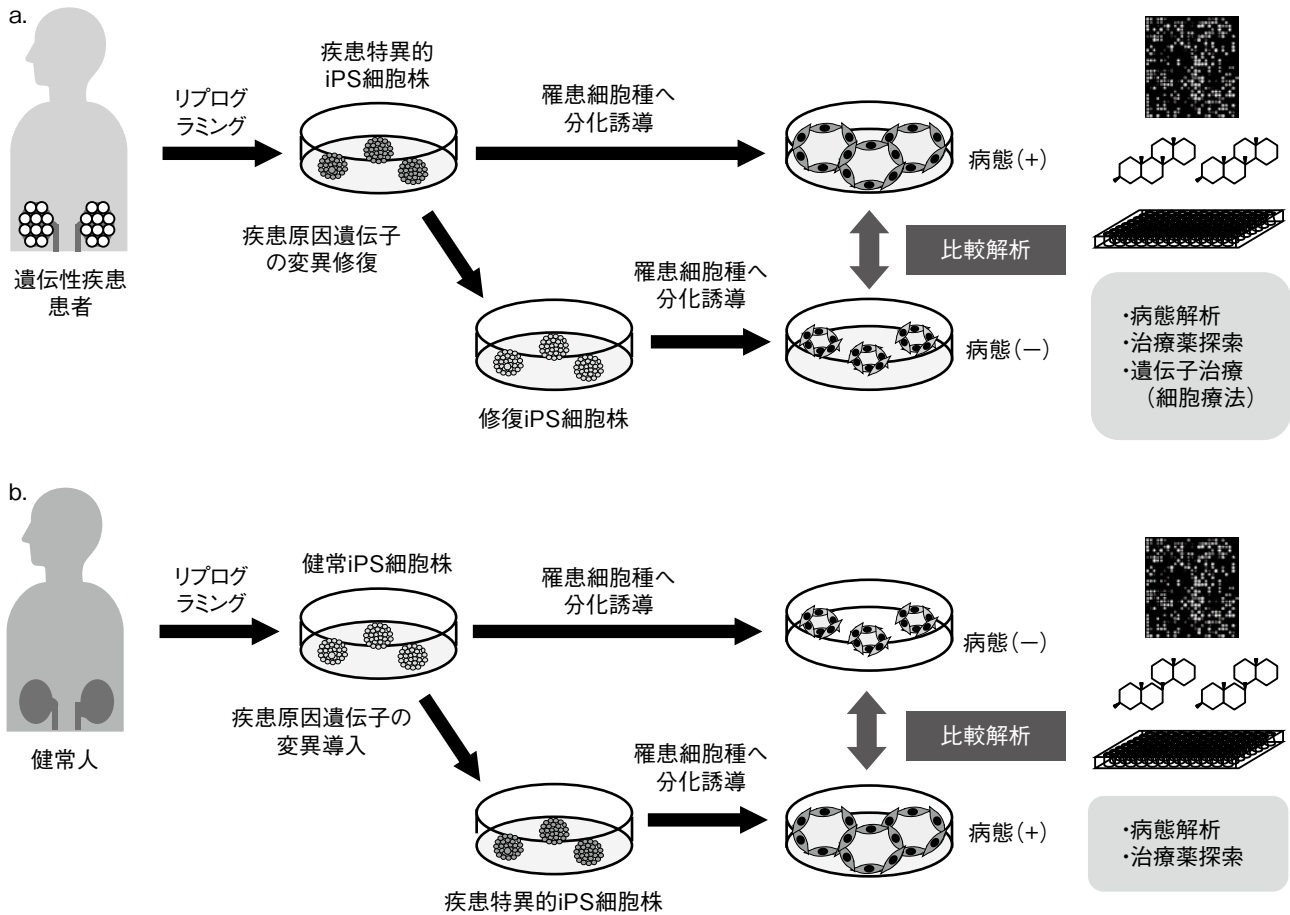 a.
疾患特異的
iPS細胞株
リプログ
ラミング
罹患細胞種へ
分化誘導
病態（＋）
遺伝性疾患
患者
疾患原因遺伝子
の変異修復
罹患細胞種へ
分化誘導
比較解析
病態（－）
修復iPS細胞株
・病態解析
・治療薬探索
・遺伝子治療
（細胞療法）
b.
健常iPS細胞株
リプログ
ラミング
罹患細胞種へ
分化誘導
病態（－）
健常人
疾患原因遺伝子の
変異導入
罹患細胞種へ
分化誘導
比較解析
病態（＋）
疾患特異的iPS細胞株
・病態解析
・治療薬探索